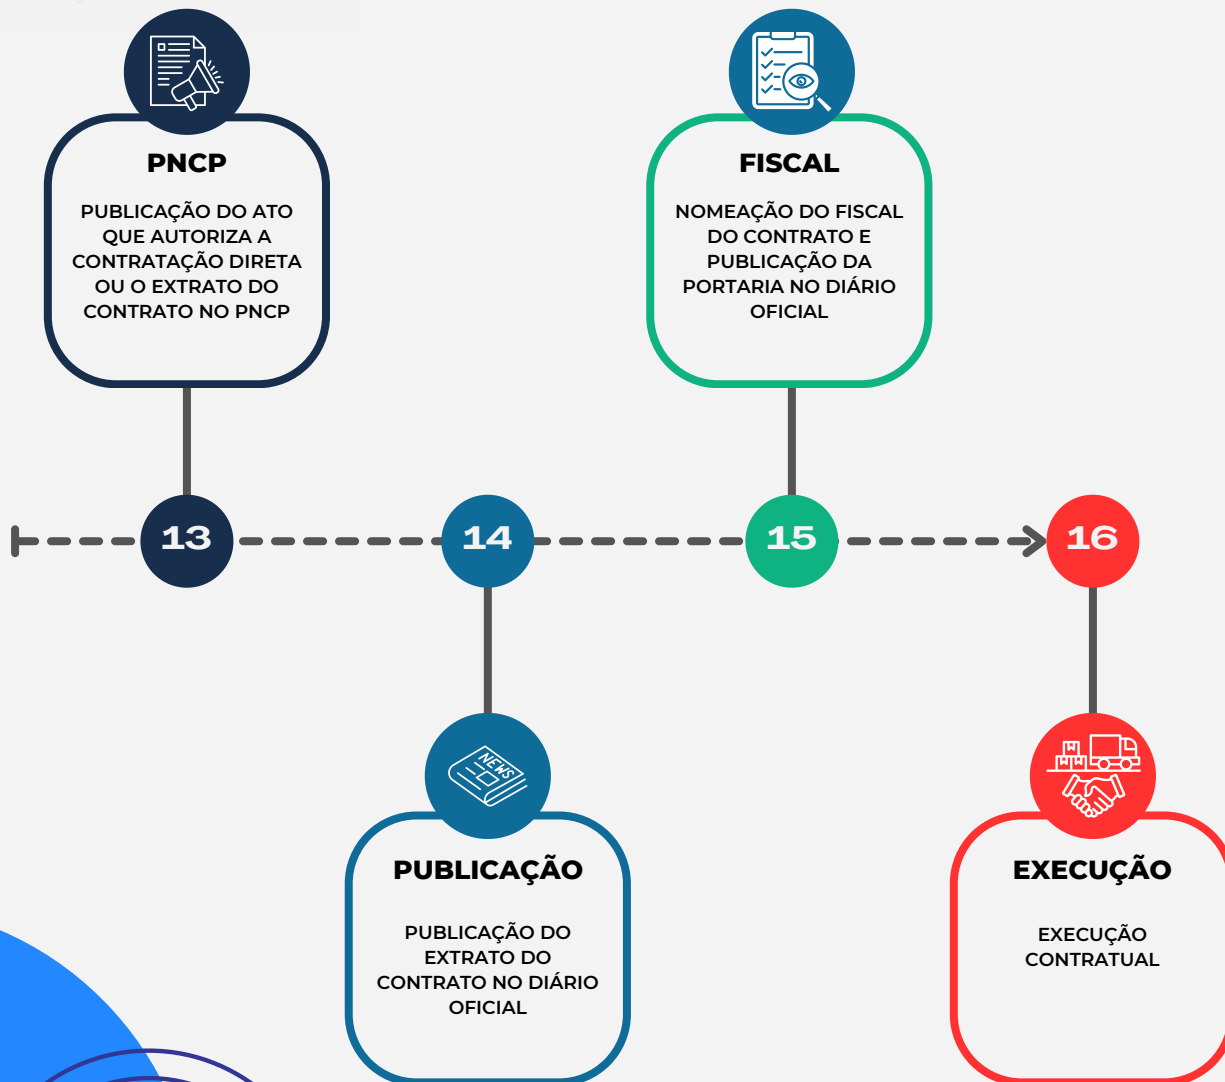 PNCP
PUBLICAÇÃO DO ATO
QUE AUTORIZA A
CONTRATAÇÃO DIRETA
OU O EXTRATO DO
CONTRATO NO PNCP
FISCAL
NOMEAÇÃO DO FISCAL
DO CONTRATO E
PUBLICAÇÃO DA
PORTARIA NO DIÁRIO
OFICIAL
13
14
15
16
NEWS
PUBLICAÇÃO
PUBLICAÇÃO DO
EXTRATO DO
CONTRATO NO DIÁRIO
OFICIAL
EXECUÇÃO
EXECUÇÃO
CONTRATUAL